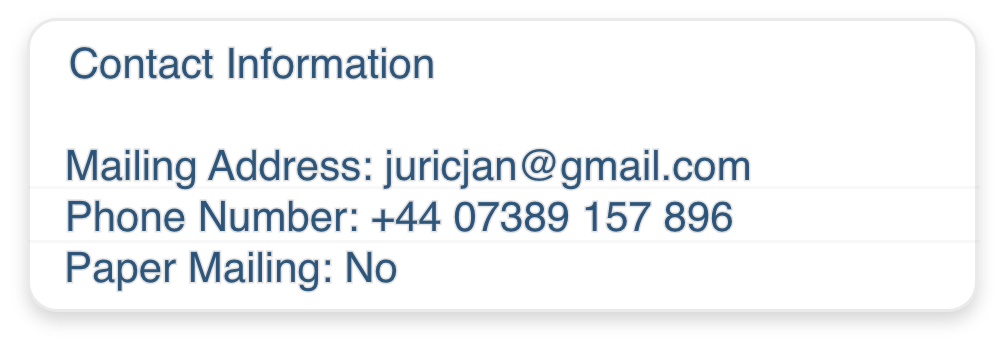 Contact Information
Mailing Address: juricjan@gmail.com
Phone Number: +44 07389 157 896
Paper Mailing: No